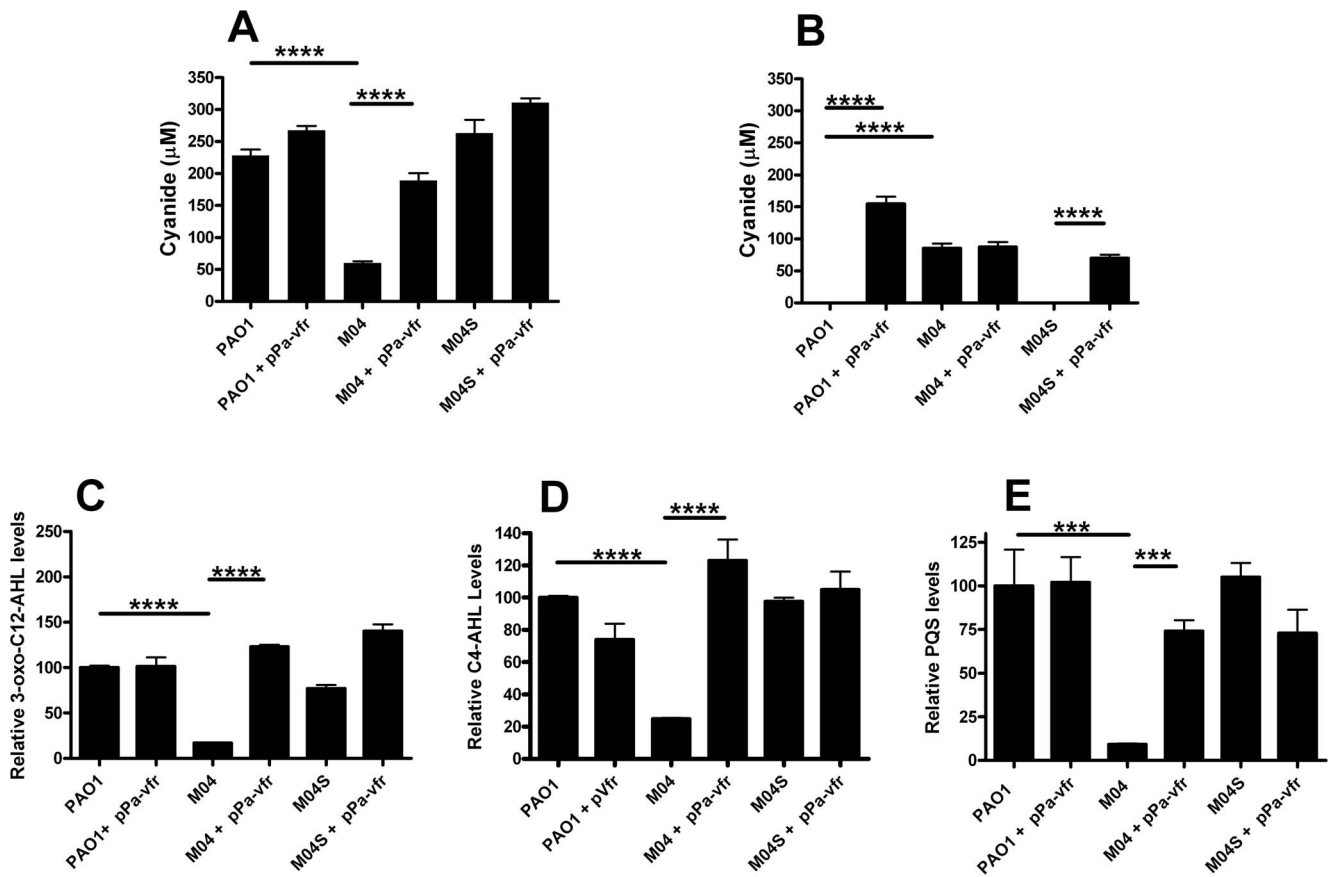 A
****
****
Cyanide (μM)
350
300
250
200
150
100
50
0
PAO1
PAO1 + pPa-vfr
M04
M04 + pPa-vfr
M04S
M04S + pPa-vfr
B
****
****
****
Cyanide (μM)
350
300
250
200
150
100
50
0
PAO1
PAO1 + pPa-vfr
M04
M04 + pPa-vfr
M04S
M04S + pPa-vfr
C
****
****
Relative 3-oxo-C12-AHL levels
250
200
150
100
50
0
PAO1
PAO1+ pPa-vfr
M04
M04 + pPa-vfr
M04S
M04S + pPa-vfr
D
****
****
Relative C4-AHL Levels
140
120
100
80
60
40
20
0
PAO1
PAO1 + pVfr
M04
M04 + pPa-vfr
M04S
M04S + pPa-vfr
E
***
***
Relative PQS levels
125
100
75
50
25
0
PAO1
PAO1 + pPa-vfr
M04
M04 + pPa-vfr
M04S
M04S + pPa-vfr